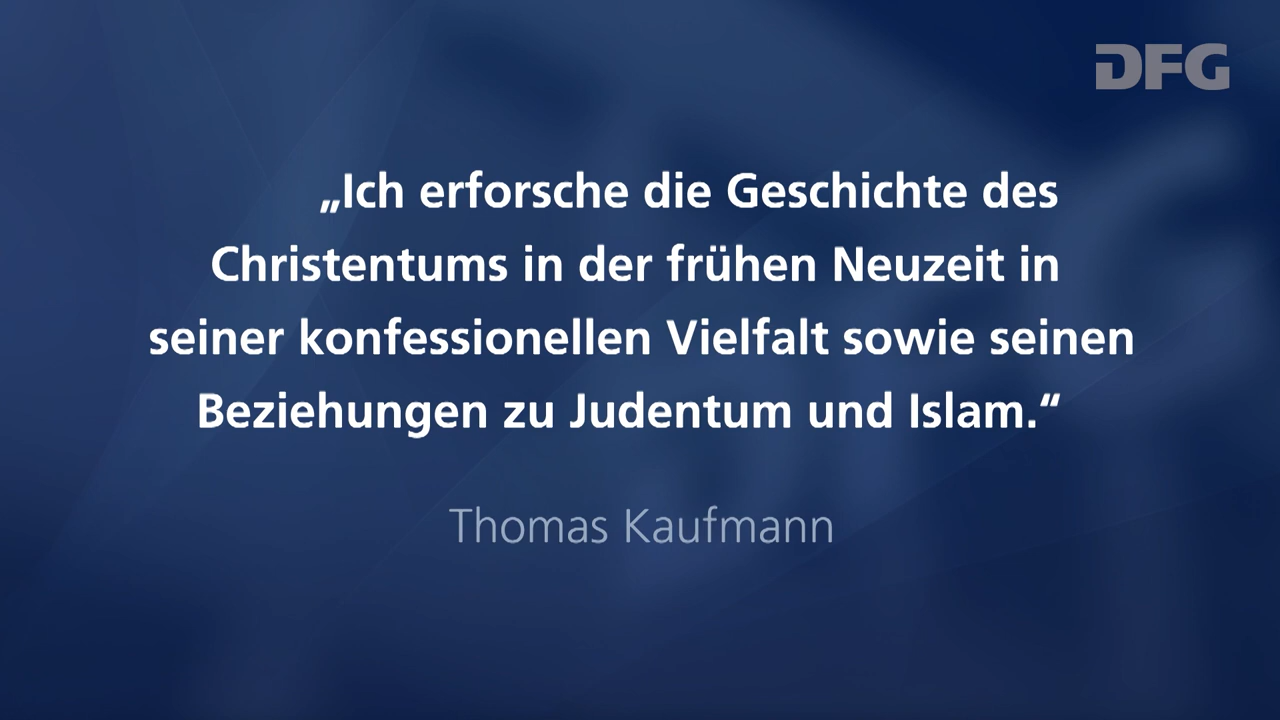 DFG
„Ich erforsche die Geschichte des
Christentums in der frühen Neuzeit in
seiner konfessionellen Vielfalt sowie seinen
Beziehungen zu Judentum und Islam.“
Thomas Kaufmann